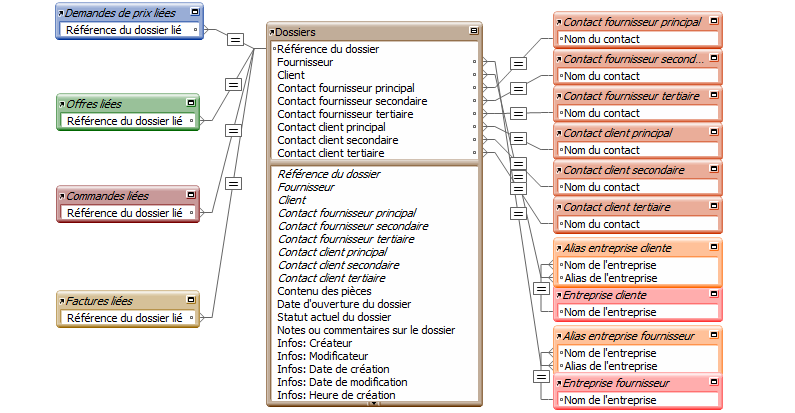 Demandes de prix liées
Référence du dossier lié
Offres liées
Référence du dossier lié
Commandes liées
Référence du dossier lié
Factures liées
Référence du dossier lié
Dossiers
Référence du dossier
Fournisseur
Client
Contact fournisseur principal
Contact fournisseur secondaire
Contact fournisseur tertiaire
Contact client principal
Contact client secondaire
Contact client tertiaire
Référence du dossier
Fournisseur
Client
Contact fournisseur principal
Contact fournisseur secondaire
Contact fournisseur tertiaire
Contact client principal
Contact client secondaire
Contact client tertiaire
Contenu des pièces
Date d'ouverture du dossier
Statut actuel du dossier
Notes ou commentaires sur le dossier
Infos: Créateur
Infos: Modificateur
Infos: Date de création
Infos: Date de modification
Infos: Heure de création
Contact fournisseur principal
Nom du contact
Contact fournisseur second...
Nom du contact
Contact fournisseur tertiaire
Nom du contact
Contact client principal
Nom du contact
Contact client secondaire
Nom du contact
Contact client tertiaire
Nom du contact
Alias entreprise cliente
Nom de l'entreprise
Alias de l'entreprise
Entreprise cliente
Nom de l'entreprise
Alias entreprise fournisseur
Nom de l'entreprise
Alias de l'entreprise
Entreprise fournisseur
Nom de l'entreprise